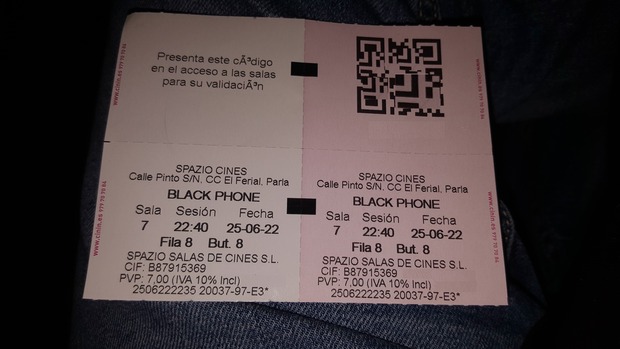 Presenta este cÃ³digo
en el acceso a las salas
para su validaciÃ³n
SPAZIO CINES
Calle Pinto S/N, CC El Ferial, Parla
BLACK PHONE
Sala Sesión Fecha
7 22:40 25-06-22
Fila 8 But. 8
SPAZIO SALAS DE CINES S.L.
CIF: B87915369
PVP: 7,00 (IVA 10% Incl)
2506222235 20037-97-E3*
SPAZIO CINES
Calle Pinto S/N, CC El Ferial, Parla
BLACK PHONE
Sala Sesión Fecha
7 22:40 25-06-22
Fila 8 But. 8
SPAZIO SALAS DE CINES S.L.
CIF: B87915369
PVP: 7,00 (IVA 10% Incl)
2506222235 20037-97-E3*